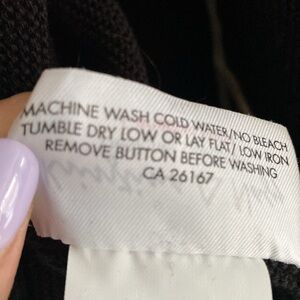 MACHINE WASH COLD WATER/NO BLEACH
TUMBLE DRY LOW OR LAY FLAT/ LOW IRON
REMOVE BUTTON BEFORE WASHING
CA 26167